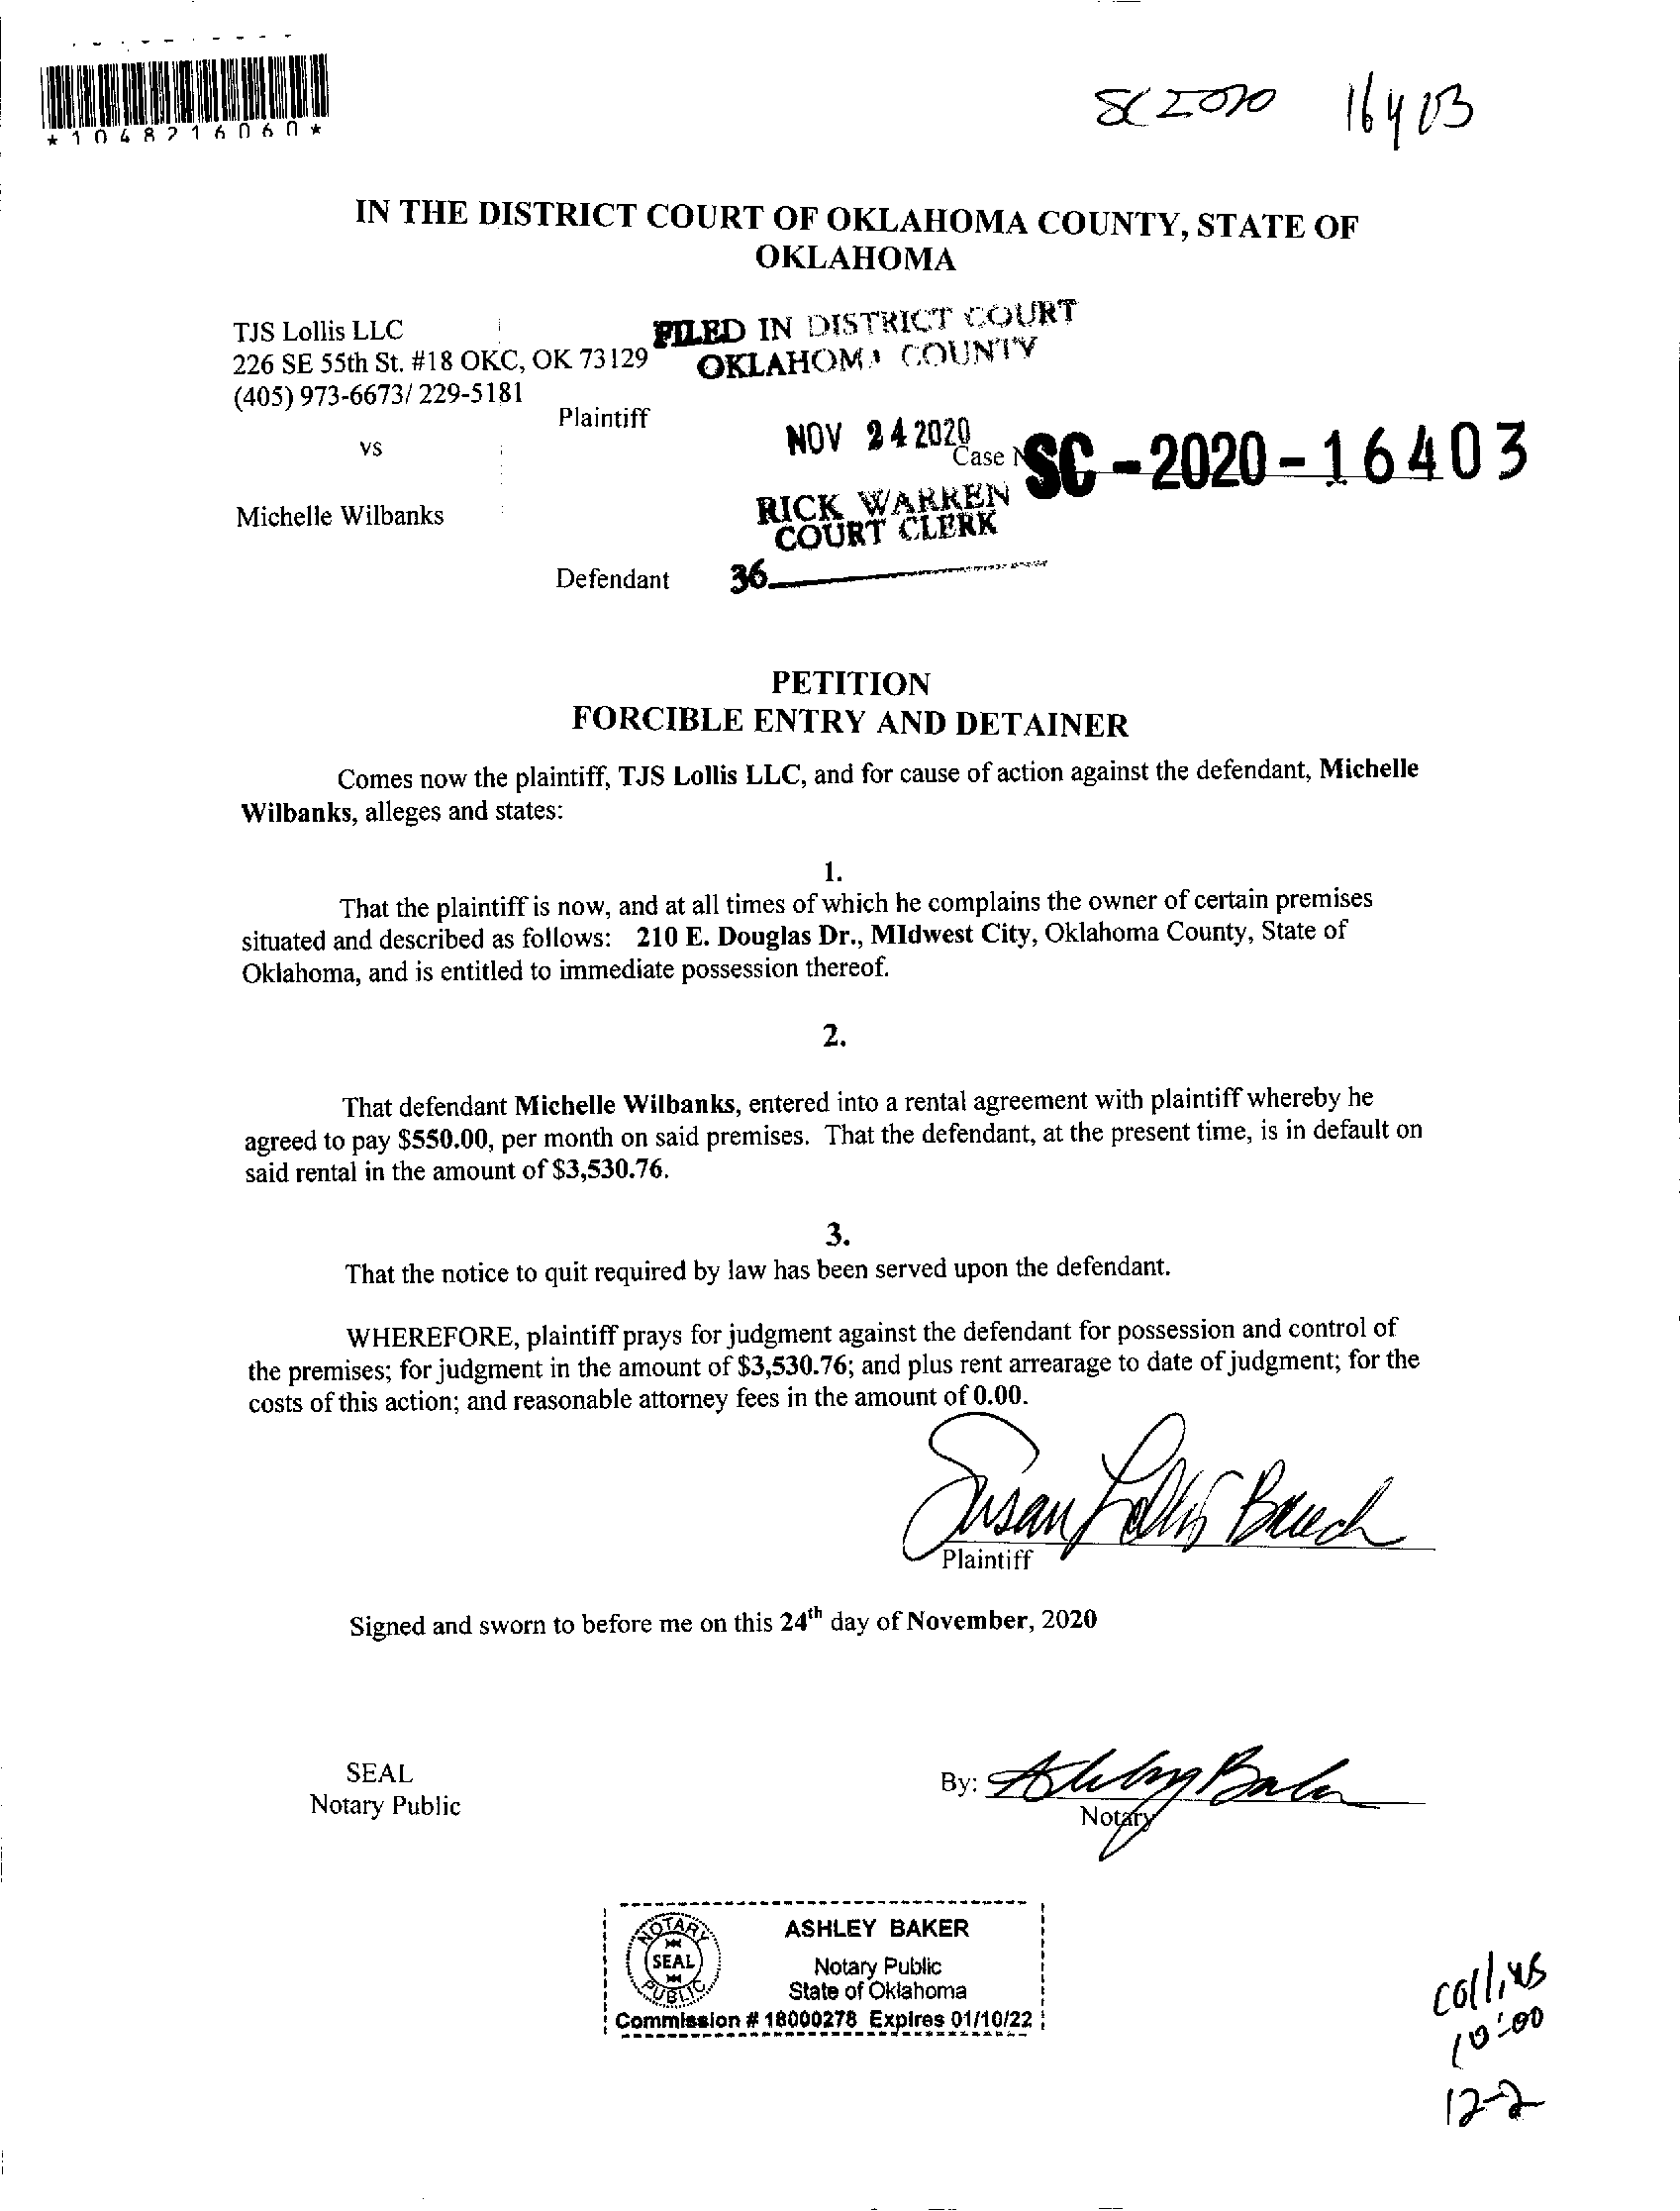 *1048216060*
SC 2020 16403
IN THE DISTRICT COURT OF OKLAHOMA COUNTY, STATE OF
OKLAHOMA
TJS Lollis LLC
226 SE 55th St. #18 OKC, OK 73129
(405) 973-6673/ 229-5181
Plaintiff
vs
Michelle Wilbanks
Defendant
FILED IN DISTRICT COURT
OKLAHOMA COUNTY
NOV 24 2020
Case N
SC-2020-16403
RICK WARREN
COURT CLERK
36
PETITION
FORCIBLE ENTRY AND DETAINER
Comes now the plaintiff, TJS Lollis LLC, and for cause of action against the defendant, Michelle
Wilbanks, alleges and states:
1.
That the plaintiff is now, and at all times of which he complains the owner of certain premises
situated and described as follows: 210 E. Douglas Dr., MIdwest City, Oklahoma County, State of
Oklahoma, and is entitled to immediate possession thereof.
2.
That defendant Michelle Wilbanks, entered into a rental agreement with plaintiff whereby he
agreed to pay $550.00, per month on said premises. That the defendant, at the present time, is in default on
said rental in the amount of $3,530.76.
3.
That the notice to quit required by law has been served upon the defendant.
WHEREFORE, plaintiff prays for judgment against the defendant for possession and control of
the premises; for judgment in the amount of $3,530.76; and plus rent arrearage to date of judgment; for the
costs of this action; and reasonable attorney fees in the amount of 0.00.
Susan Lollis
Plaintiff
Signed and sworn to before me on this 24th day of November, 2020
SEAL
Notary Public
By: Ashley Baker
Notary
NOTARY
SEAL
PUBLIC
ASHLEY BAKER
Notary Public
State of Oklahoma
Commission # 18000278 Expires 01/10/22
collins
10:00
12-2